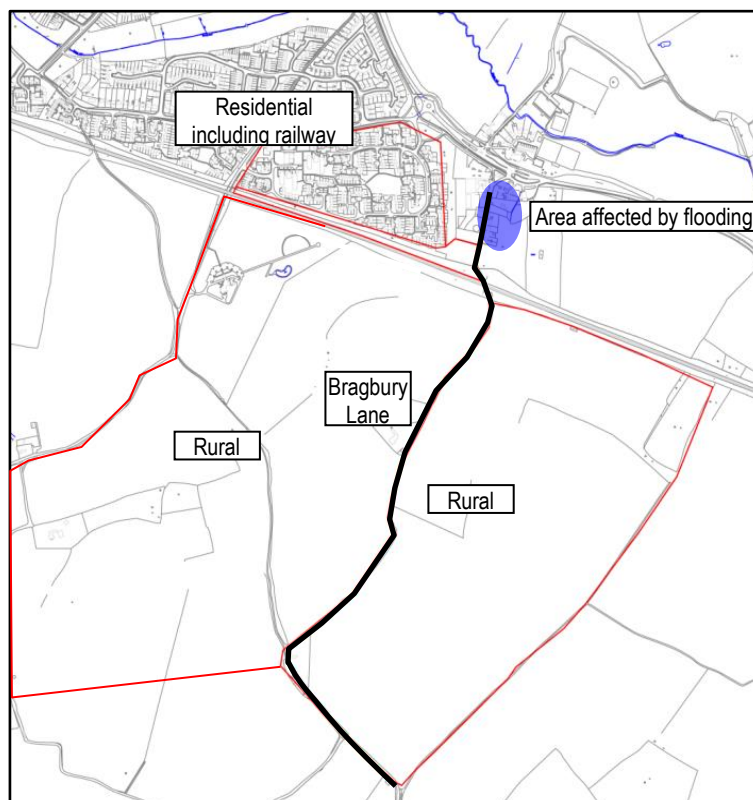 Residential
including railway
Area affected by flooding
Bragbury
Lane
Rural
Rural